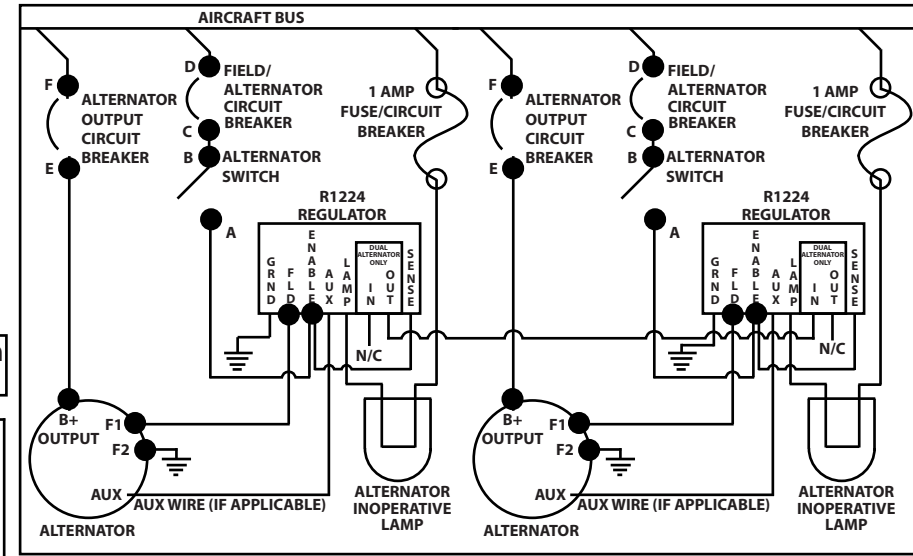 AIRCRAFT BUS
F
ALTERNATOR
OUTPUT
CIRCUIT
BREAKER
E
D
FIELD/
ALTERNATOR
CIRCUIT
BREAKER
C
B
ALTERNATOR
SWITCH
A
1 AMP
FUSE/CIRCUIT
BREAKER
R1224
REGULATOR
GRND
FLD
ENABLE
AUX
LAMP
DUAL
ALTERNATOR
ONLY
IN
OUT
SENSE
N/C
B+
OUTPUT
F1
F2
AUX
AUX WIRE (IF APPLICABLE)
ALTERNATOR
ALTERNATOR
INOPERATIVE
LAMP
F
ALTERNATOR
OUTPUT
CIRCUIT
BREAKER
E
D
FIELD/
ALTERNATOR
CIRCUIT
BREAKER
C
B
ALTERNATOR
SWITCH
A
1 AMP
FUSE/CIRCUIT
BREAKER
R1224
REGULATOR
GRND
FLD
ENABLE
AUX
LAMP
DUAL
ALTERNATOR
ONLY
IN
OUT
SENSE
N/C
B+
OUTPUT
F1
F2
AUX
AUX WIRE (IF APPLICABLE)
ALTERNATOR
ALTERNATOR
INOPERATIVE
LAMP